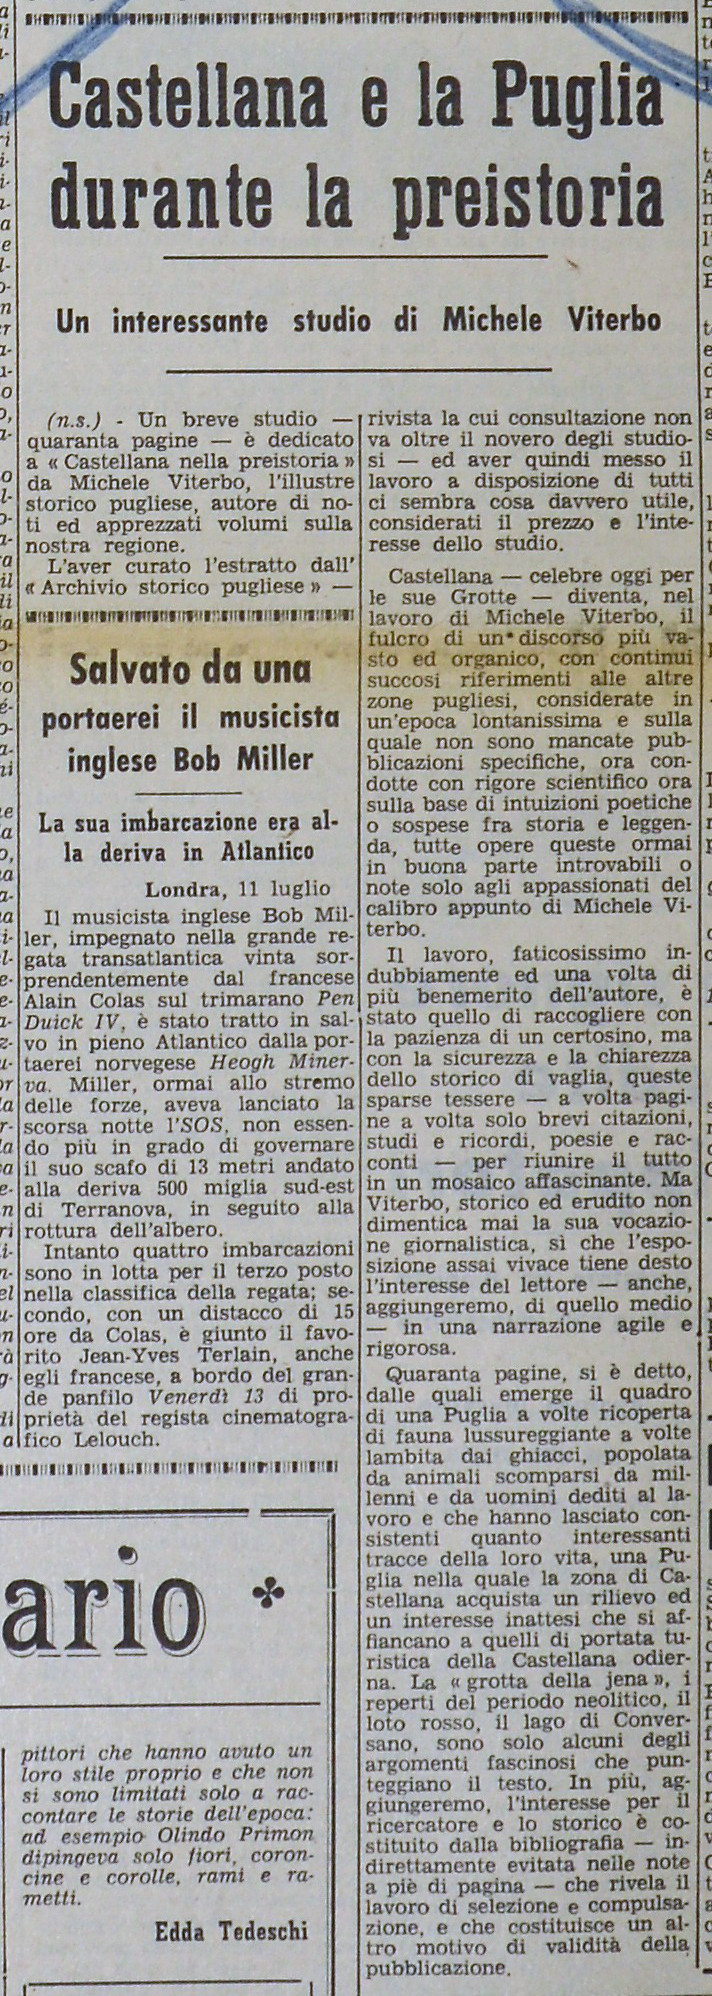 Castellana e la Puglia
durante la preistoria
Un interessante studio di Michele Viterbo
(n.s.) - Un breve studio —
quaranta pagine — è dedicato
a « Castellana nella preistoria »
da Michele Viterbo, l'illustre
storico pugliese, autore di no-
ti ed apprezzati volumi sulla
nostra regione.
L'aver curato l'estratto dall'
« Archivio storico pugliese » —
rivista la cui consultazione non
va oltre il novero degli studio-
si — ed aver quindi messo il
lavoro a disposizione di tutti
ci sembra cosa davvero utile,
considerati il prezzo e l'inte-
resse dello studio.
Castellana — celebre oggi per
le sue Grotte — diventa, nel
lavoro di Michele Viterbo, il
fulcro di un discorso più va-
sto ed organico, con continui
succosi riferimenti alle altre
zone pugliesi, considerate in
un'epoca lontanissima e sulla
quale non sono mancate pub-
blicazioni specifiche, ora con-
dotte con rigore scientifico ora
sulla base di intuizioni poetiche
o sospese fra storia e leggen-
da, tutte opere queste ormai
in buona parte introvabili o
note solo agli appassionati del
calibro appunto di Michele Vi-
terbo.
Il lavoro, faticosissimo in-
dubbiamente ed una volta di
più benemerito dell'autore, è
stato quello di raccogliere con
la pazienza di un certosino, ma
con la sicurezza e la chiarezza
dello storico di vaglia, queste
sparse tessere — a volta pagi-
ne a volta solo brevi citazioni,
studi e ricordi, poesie e rac-
conti — per riunire il tutto
in un mosaico affascinante. Ma
Viterbo, storico ed erudito non
dimentica mai la sua vocazio-
ne giornalistica, sì che l'espo-
sizione assai vivace tiene desto
l'interesse del lettore — anche,
aggiungeremo, di quello medio
— in una narrazione agile e
rigorosa.
Quaranta pagine, si è detto,
dalle quali emerge il quadro
di una Puglia a volte ricoperta
di fauna lussureggiante a volte
lambita dai ghiacci, popolata
da animali scomparsi da mil-
lenni e da uomini dediti al la-
voro e che hanno lasciato con-
sistenti quanto interessanti
tracce della loro vita, una Pu-
glia nella quale la zona di Ca-
stellana acquista un rilievo ed
un interesse inattesi che si af-
fiancano a quelli di portata tu-
ristica della Castellana odier-
na. La « grotta della jena », i
reperti del periodo neolitico, il
loto rosso, il lago di Conver-
sano, sono solo alcuni degli
argomenti fascinosi che pun-
teggiano il testo. In più, ag-
giungeremo, l'interesse per il
ricercatore e lo storico è co-
stituito dalla bibliografia — in-
direttamente evitata nelle note
a piè di pagina — che rivela il
lavoro di selezione e compulsa-
zione, e che costituisce un al-
tro motivo di validità della
pubblicazione.
Salvato da una
portaerei il musicista
inglese Bob Miller
La sua imbarcazione era al-
la deriva in Atlantico
Londra, 11 luglio
Il musicista inglese Bob Mil-
ler, impegnato nella grande re-
gata transatlantica vinta sor-
prendentemente dal francese
Alain Colas sul trimarano Pen
Duick IV, è stato tratto in sal-
vo in pieno Atlantico dalla por-
taerei norvegese Heogh Miner-
va. Miller, ormai allo stremo
delle forze, aveva lanciato la
scorsa notte l'SOS, non essen-
do più in grado di governare
il suo scafo di 13 metri andato
alla deriva 500 miglia sud-est
di Terranova, in seguito alla
rottura dell'albero.
Intanto quattro imbarcazioni
sono in lotta per il terzo posto
nella classifica della regata; se-
condo, con un distacco di 15
ore da Colas, è giunto il favo-
rito Jean-Yves Terlain, anche
egli francese, a bordo del gran-
de panfilo Venerdì 13 di pro-
prietà del regista cinematogra-
fico Lelouch.
ario
pittori che hanno avuto un
loro stile proprio e che non
si sono limitati solo a rac-
contare le storie dell'epoca:
ad esempio Olindo Primon
dipingeva solo fiori, coron-
cine e corolle, rami e ra-
metti.
Edda Tedeschi